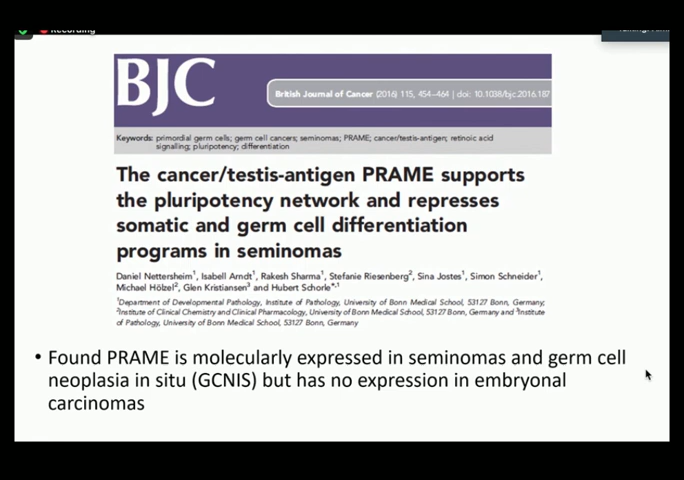 Recording
BJC
British Journal of Cancer (2016) 115, 454–464 | doi: 10.1038/bjc.2016.187
Keywords: primordial germ cells; germ cell cancers; seminomas; PRAME; cancer/testis-antigen; retinoic acid
signalling; pluripotency; differentiation
The cancer/testis-antigen PRAME supports
the pluripotency network and represses
somatic and germ cell differentiation
programs in seminomas
Daniel Nettersheim¹, Isabell Arndt¹, Rakesh Sharma¹, Stefanie Riesenberg², Sina Jostes¹, Simon Schneider¹,
Michael Hölzel², Glen Kristiansen³ and Hubert Schorle*,¹
¹Department of Developmental Pathology, Institute of Pathology, University of Bonn Medical School, 53127 Bonn, Germany;
²Institute of Clinical Chemistry and Clinical Pharmacology, University of Bonn Medical School, 53127 Bonn, Germany and ³Institute
of Pathology, University of Bonn Medical School, 53127 Bonn, Germany
• Found PRAME is molecularly expressed in seminomas and germ cell
neoplasia in situ (GCNIS) but has no expression in embryonal
carcinomas